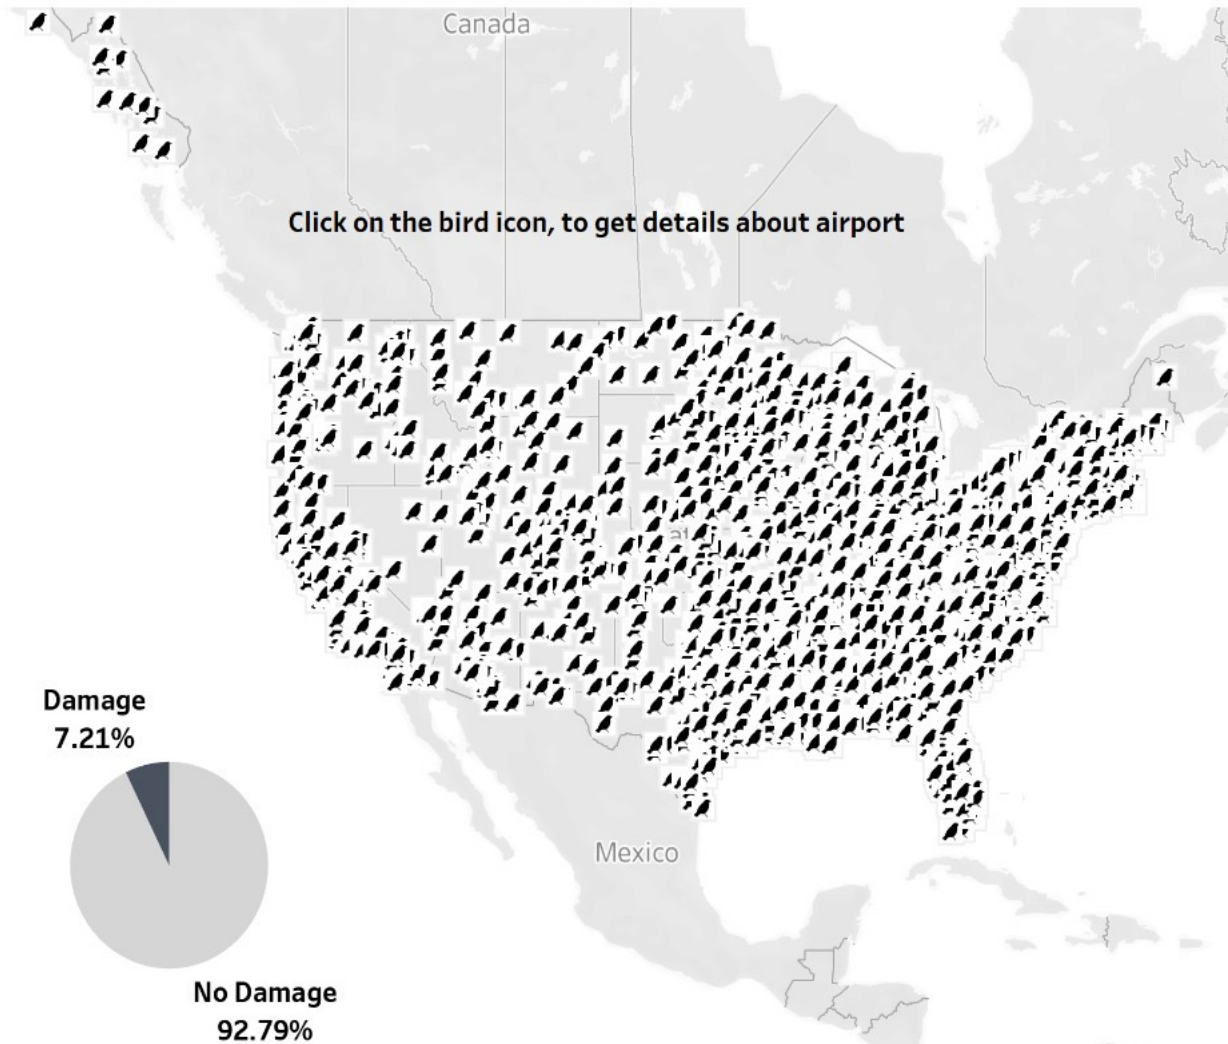 Canada
Click on the bird icon, to get details about airport
Damage
7.21%
Mexico
No Damage
92.79%